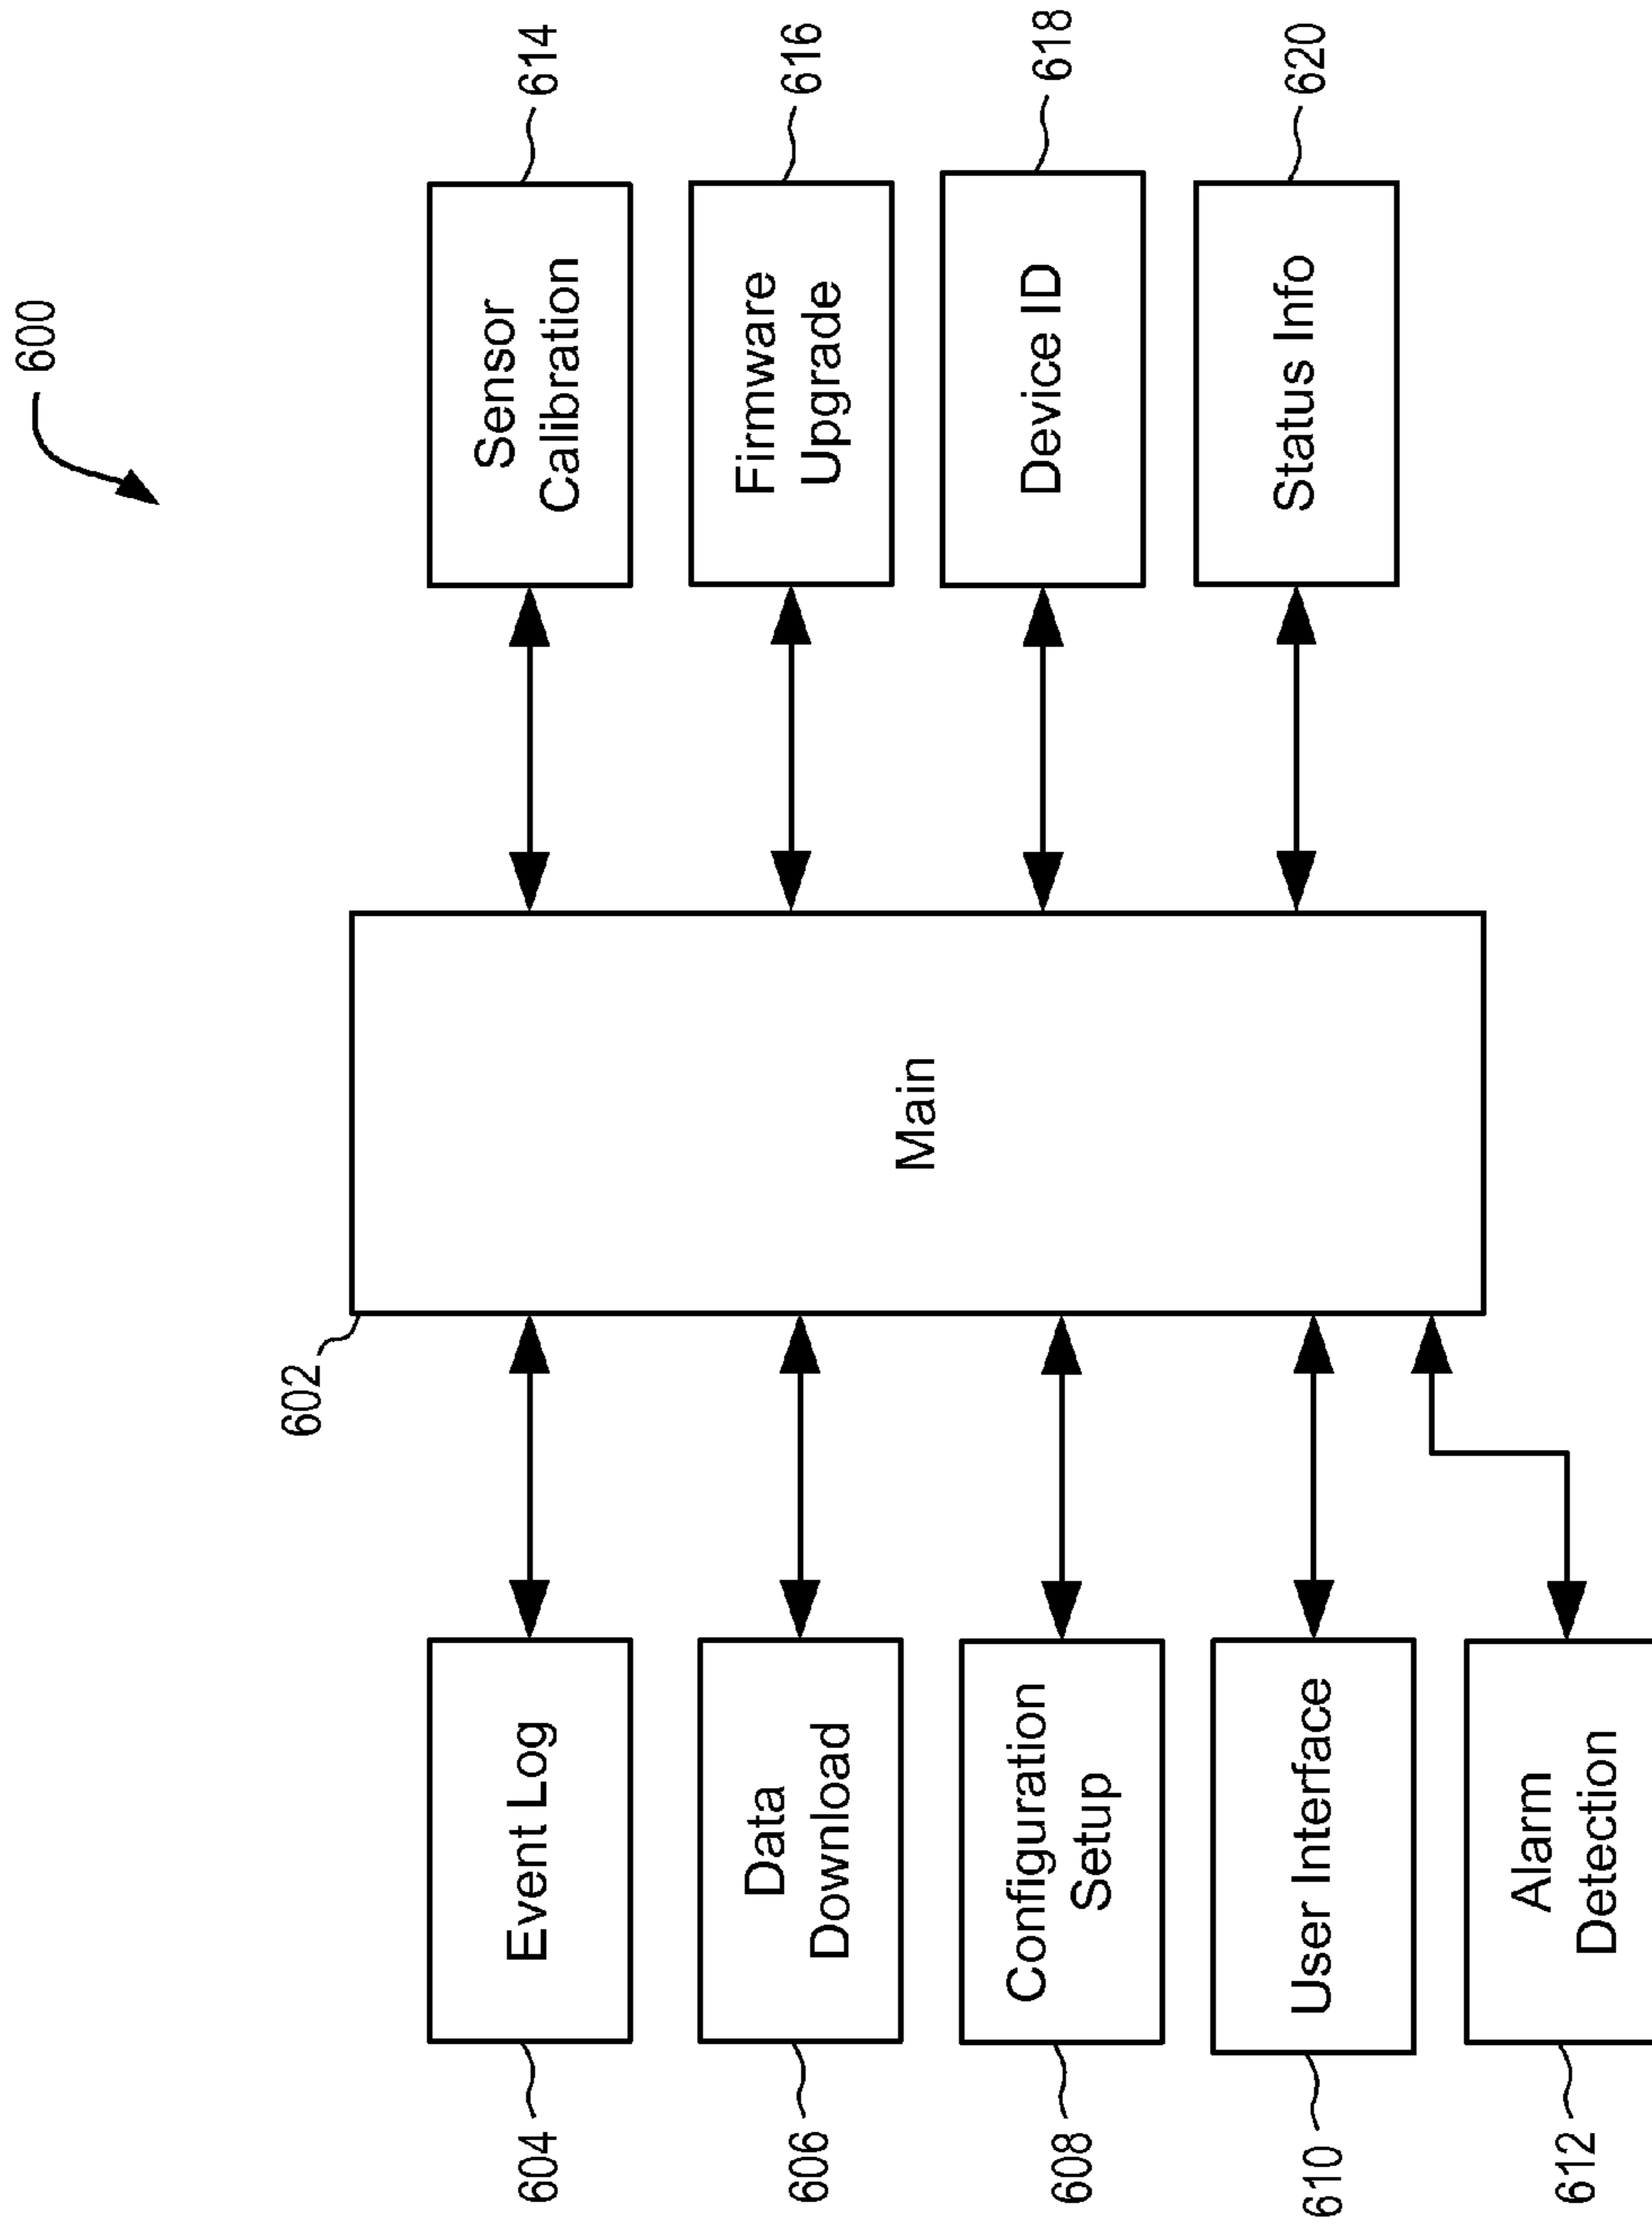 600
602
Main
604
Event Log
606
Data
Download
608
Configuration
Setup
610
User Interface
612
Alarm
Detection
Sensor
Calibration
614
Firmware
Upgrade
616
Device ID
618
Status Info
620